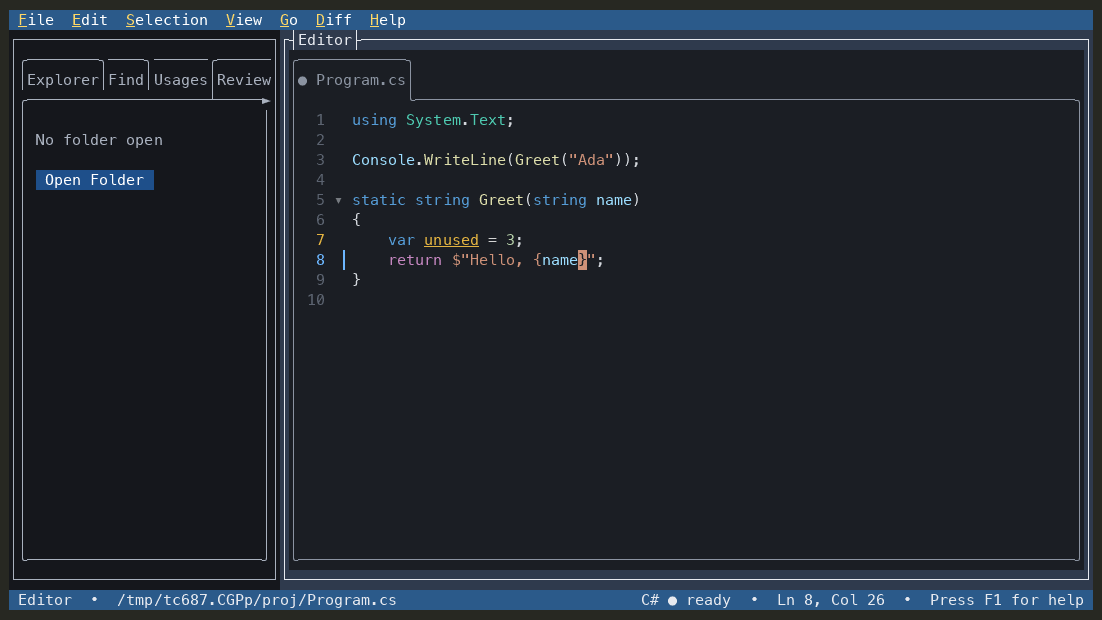 File Edit Selection View Go Diff Help
Editor
Explorer Find Usages Review
● Program.cs
No folder open
Open Folder
1 using System.Text;
2
3 Console.WriteLine(Greet("Ada"));
4
5 ▾ static string Greet(string name)
6 {
7     var unused = 3;
8     return $"Hello, {name}";
9 }
10
Editor • /tmp/tc687.CGPp/proj/Program.cs C# ● ready • Ln 8, Col 26 • Press F1 for help